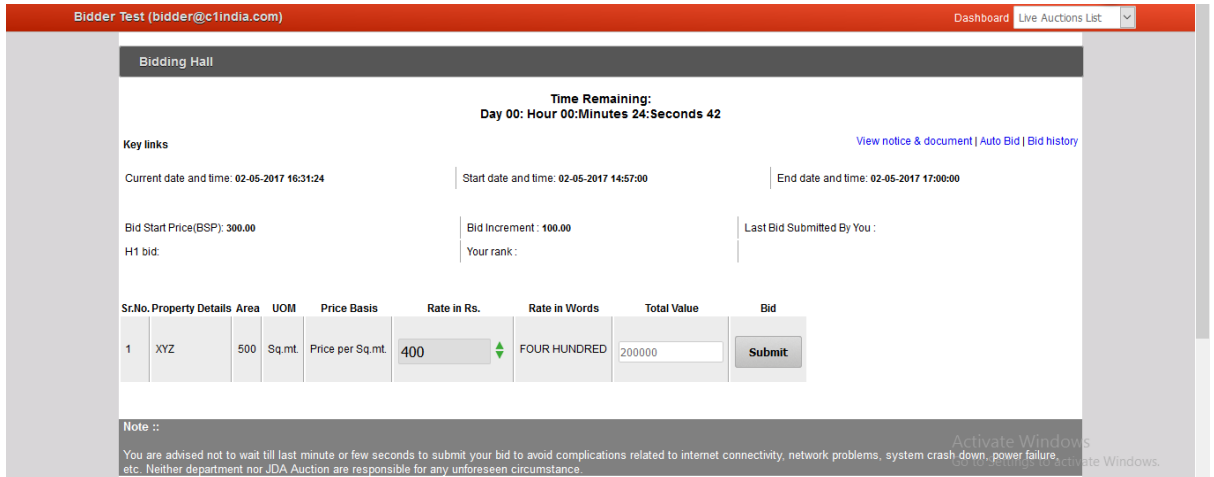 Bidder Test (bidder@c1india.com) Dashboard Live Auctions List
Bidding Hall
Time Remaining:
Day 00: Hour 00:Minutes 24:Seconds 42
Key links View notice & document | Auto Bid | Bid history
Current date and time: 02-05-2017 16:31:24 Start date and time: 02-05-2017 14:57:00 End date and time: 02-05-2017 17:00:00
Bid Start Price(BSP): 300.00 Bid Increment : 100.00 Last Bid Submitted By You :
H1 bid: Your rank :
Sr.No. Property Details Area UOM Price Basis Rate in Rs. Rate in Words Total Value Bid
1 XYZ 500 Sq.mt. Price per Sq.mt. 400 FOUR HUNDRED 200000 Submit
Note ::
Activate Windows
You are advised not to wait till last minute or few seconds to submit your bid to avoid complications related to internet connectivity, network problems, system crash down, power failure,
Go to Settings to activate Windows.
etc. Neither department nor JDA Auction are responsible for any unforeseen circumstance.